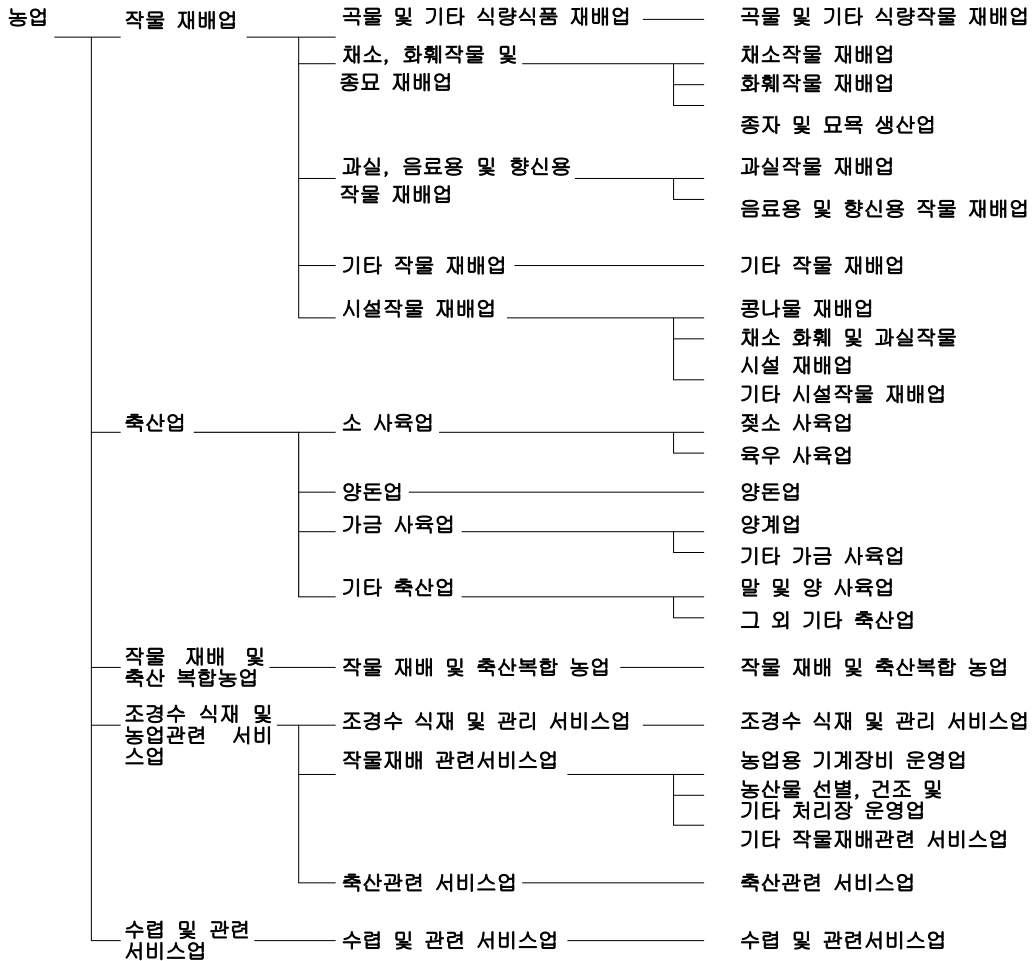 농업
작물 재배업
곡물 및 기타 식량식품 재배업
곡물 및 기타 식량작물 재배업
채소, 화훼작물 및
종묘 재배업
채소작물 재배업
화훼작물 재배업
종자 및 묘목 생산업
과실, 음료용 및 향신용
작물 재배업
과실작물 재배업
음료용 및 향신용 작물 재배업
기타 작물 재배업
기타 작물 재배업
시설작물 재배업
콩나물 재배업
채소 화훼 및 과실작물
시설 재배업
기타 시설작물 재배업
축산업
소 사육업
젖소 사육업
육우 사육업
양돈업
양돈업
가금 사육업
양계업
기타 가금 사육업
기타 축산업
말 및 양 사육업
그 외 기타 축산업
작물 재배 및
축산 복합농업
작물 재배 및 축산복합 농업
작물 재배 및 축산복합 농업
조경수 식재 및
농업관련 서비
스업
조경수 식재 및 관리 서비스업
조경수 식재 및 관리 서비스업
작물재배 관련서비스업
농업용 기계장비 운영업
농산물 선별, 건조 및
기타 처리장 운영업
기타 작물재배관련 서비스업
축산관련 서비스업
축산관련 서비스업
수렵 및 관련
서비스업
수렵 및 관련 서비스업
수렵 및 관련서비스업